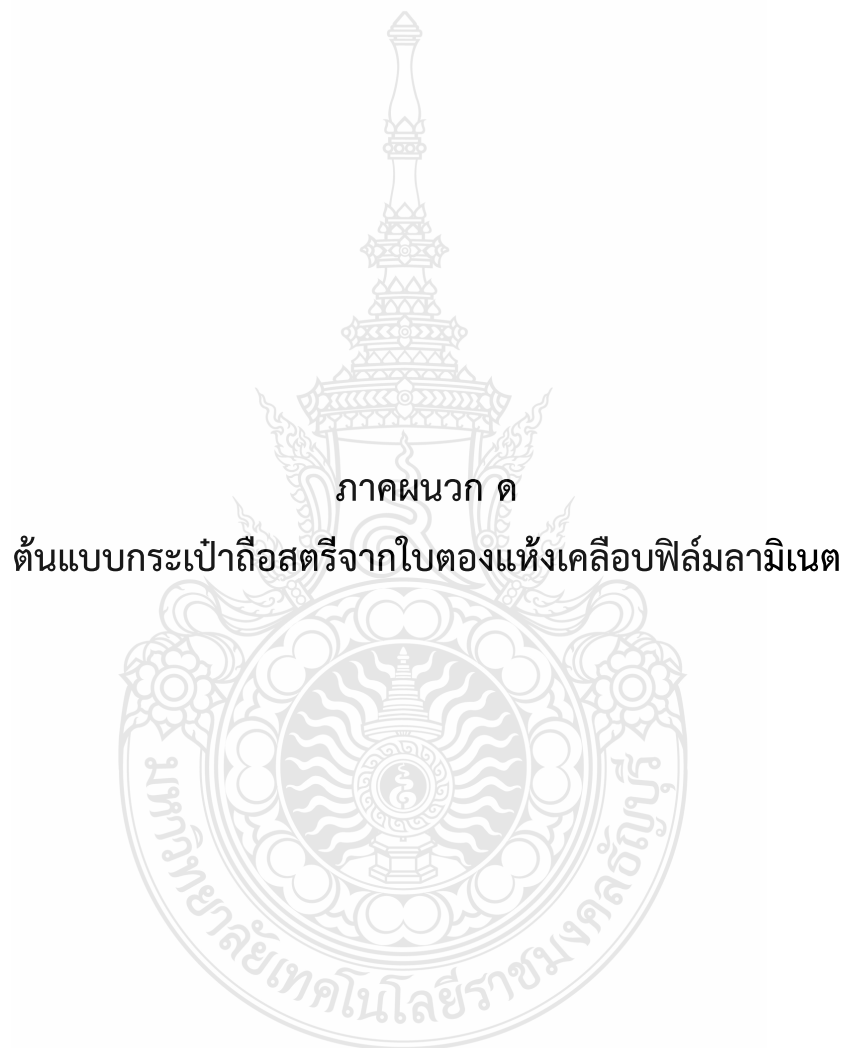 ภาคผนวก ด
ต้นแบบกระเป๋าถือสตรีจากใบตองแห้งเคลือบฟิล์มลามิเนต
มหาวิทยาลัยเทคโนโลยีราชมงคลธัญบุรี